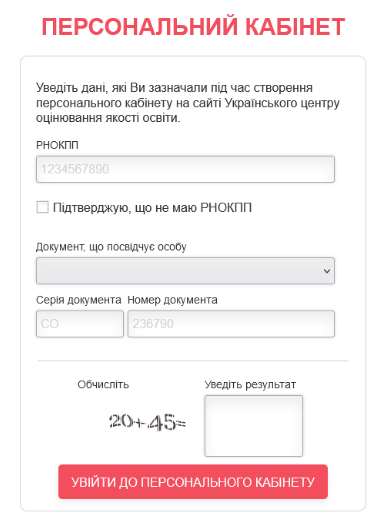 ПЕРСОНАЛЬНИЙ КАБІНЕТ
Уведіть дані, які Ви зазначали під час створення
персонального кабінету на сайті Українського центру
оцінювання якості освіти.
РНОКПП
1234567890
Підтверджую, що не маю РНОКПП
Документ, що посвідчує особу
Серія документа Номер документа
СО 236790
Обчисліть Уведіть результат
20+45=
УВІЙТИ ДО ПЕРСОНАЛЬНОГО КАБІНЕТУ